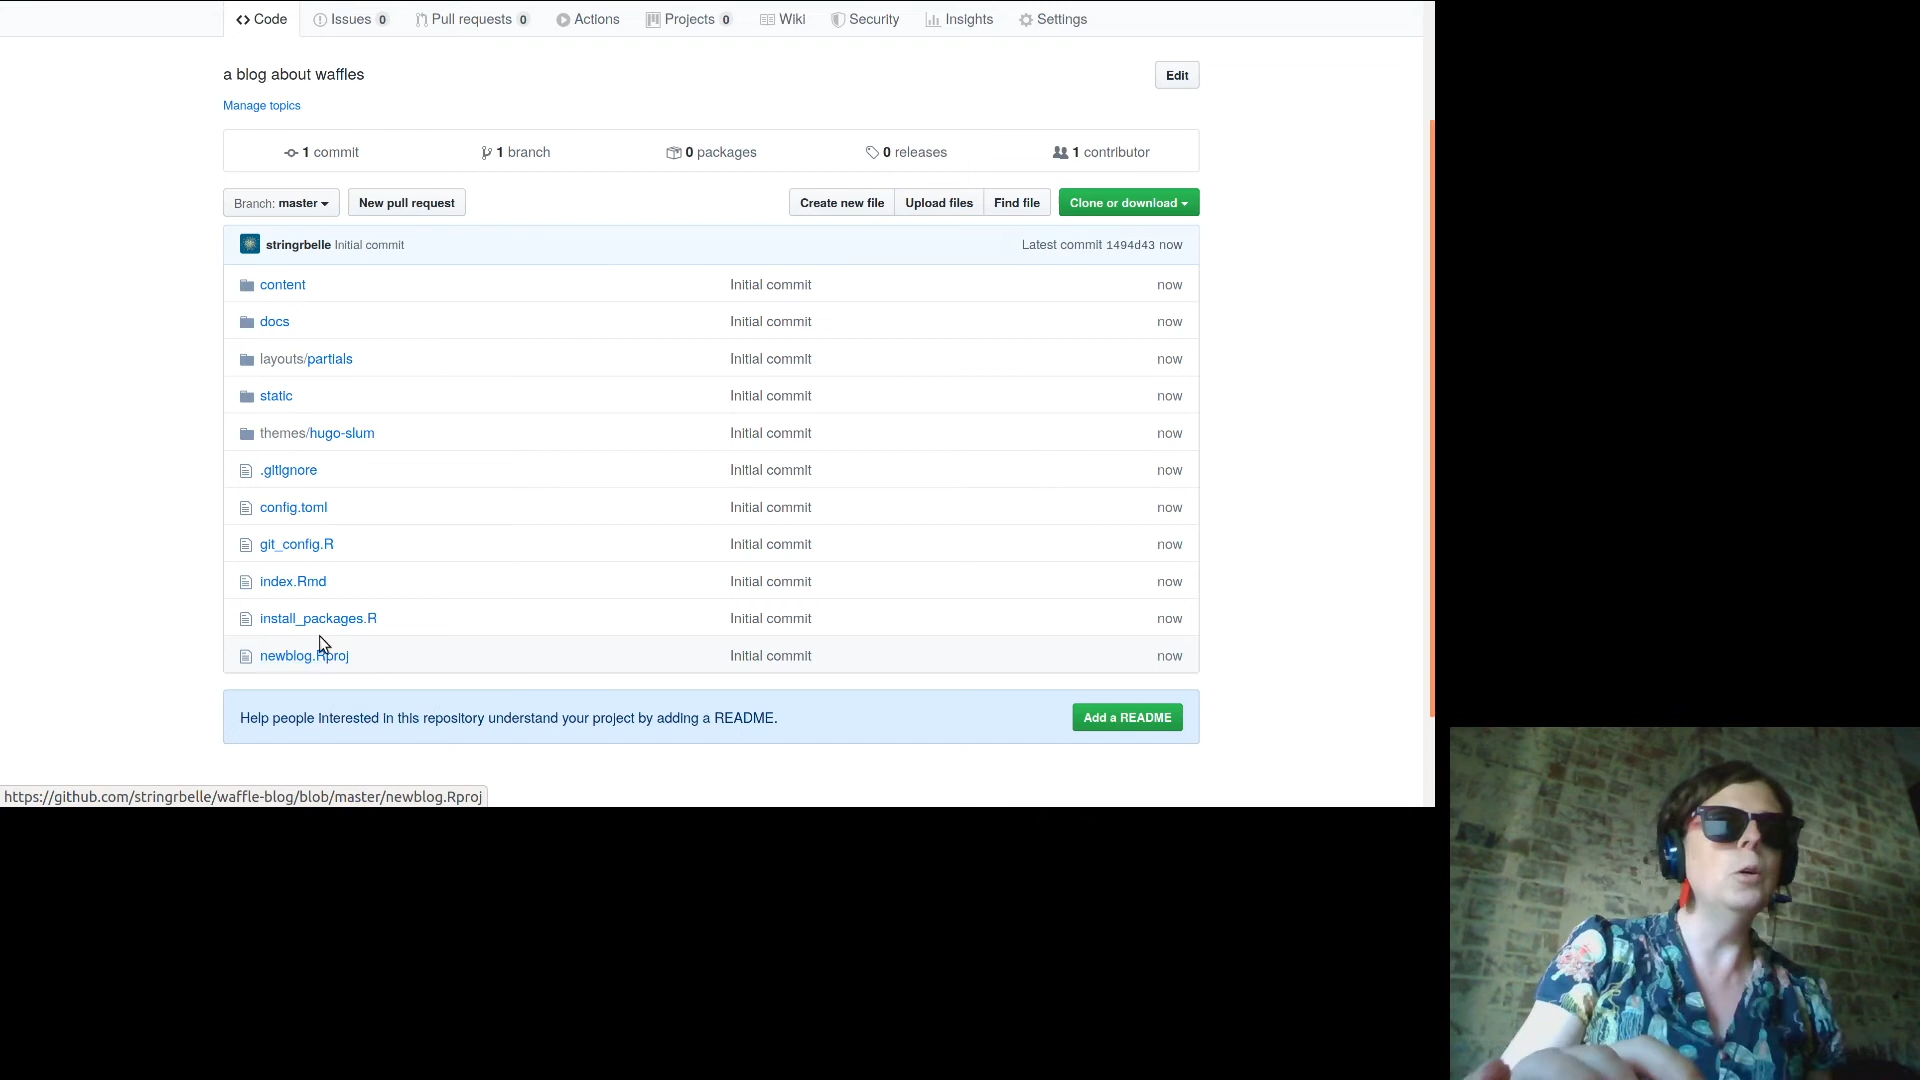 Code Issues 0 Pull requests 0 Actions Projects 0 Wiki Security Insights Settings
a blog about waffles Edit
Manage topics
1 commit 1 branch 0 packages 0 releases 1 contributor
Branch: master New pull request Create new file Upload files Find file Clone or download
stringrbelle Initial commit Latest commit 1494d43 now
content Initial commit now
docs Initial commit now
layouts/partials Initial commit now
static Initial commit now
themes/hugo-slum Initial commit now
.gitignore Initial commit now
config.toml Initial commit now
git_config.R Initial commit now
index.Rmd Initial commit now
install_packages.R Initial commit now
newblog.Rproj Initial commit now
Help people interested in this repository understand your project by adding a README. Add a README
https://github.com/stringrbelle/waffle-blog/blob/master/newblog.Rproj